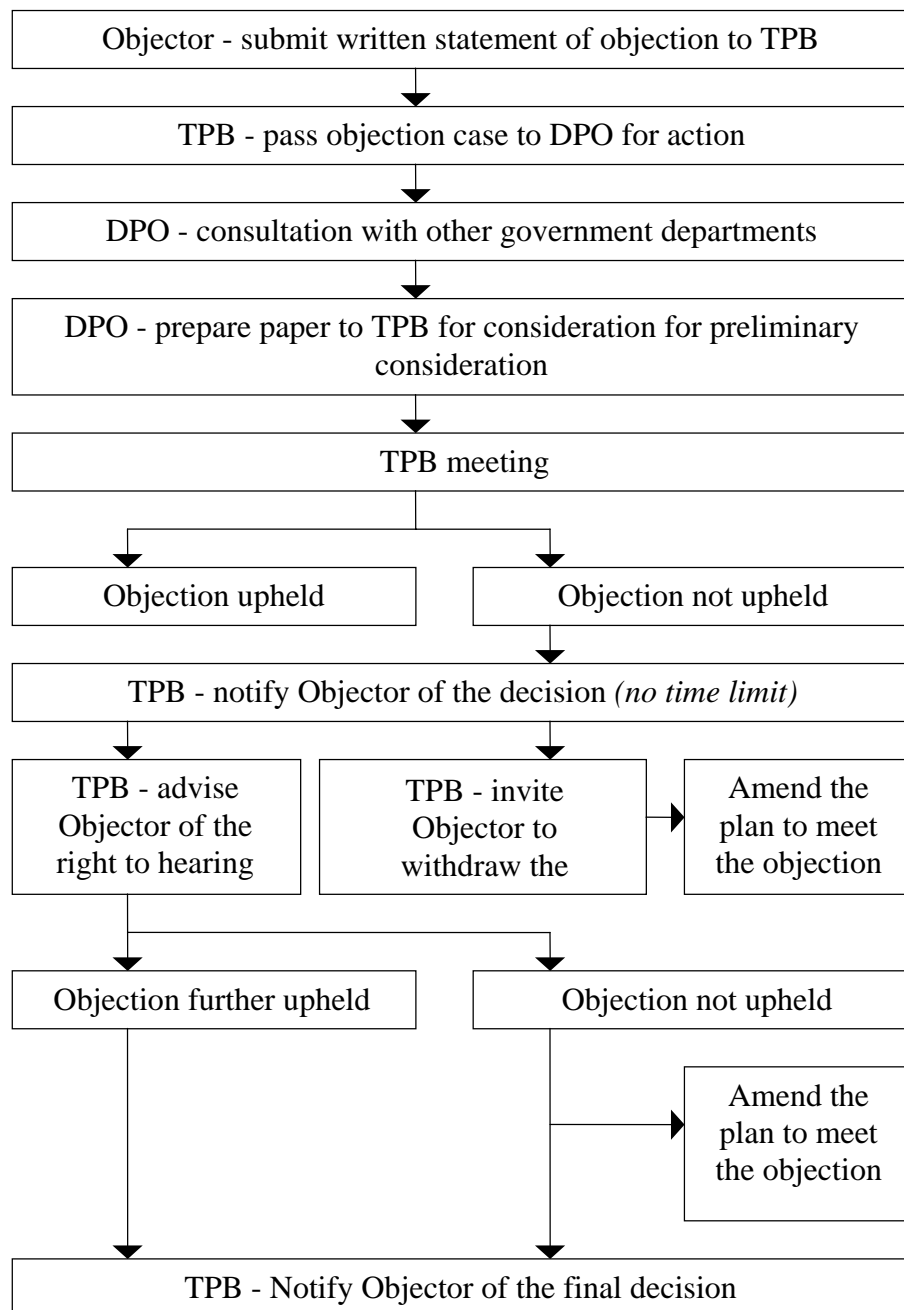 Objector - submit written statement of objection to TPB
TPB - pass objection case to DPO for action
DPO - consultation with other government departments
DPO - prepare paper to TPB for consideration for preliminary
consideration
TPB meeting
Objection upheld
Objection not upheld
TPB - notify Objector of the decision (no time limit)
TPB - advise
Objector of the
right to hearing
TPB - invite
Objector to
withdraw the
Amend the
plan to meet
the objection
Objection further upheld
Objection not upheld
Amend the
plan to meet
the objection
TPB - Notify Objector of the final decision